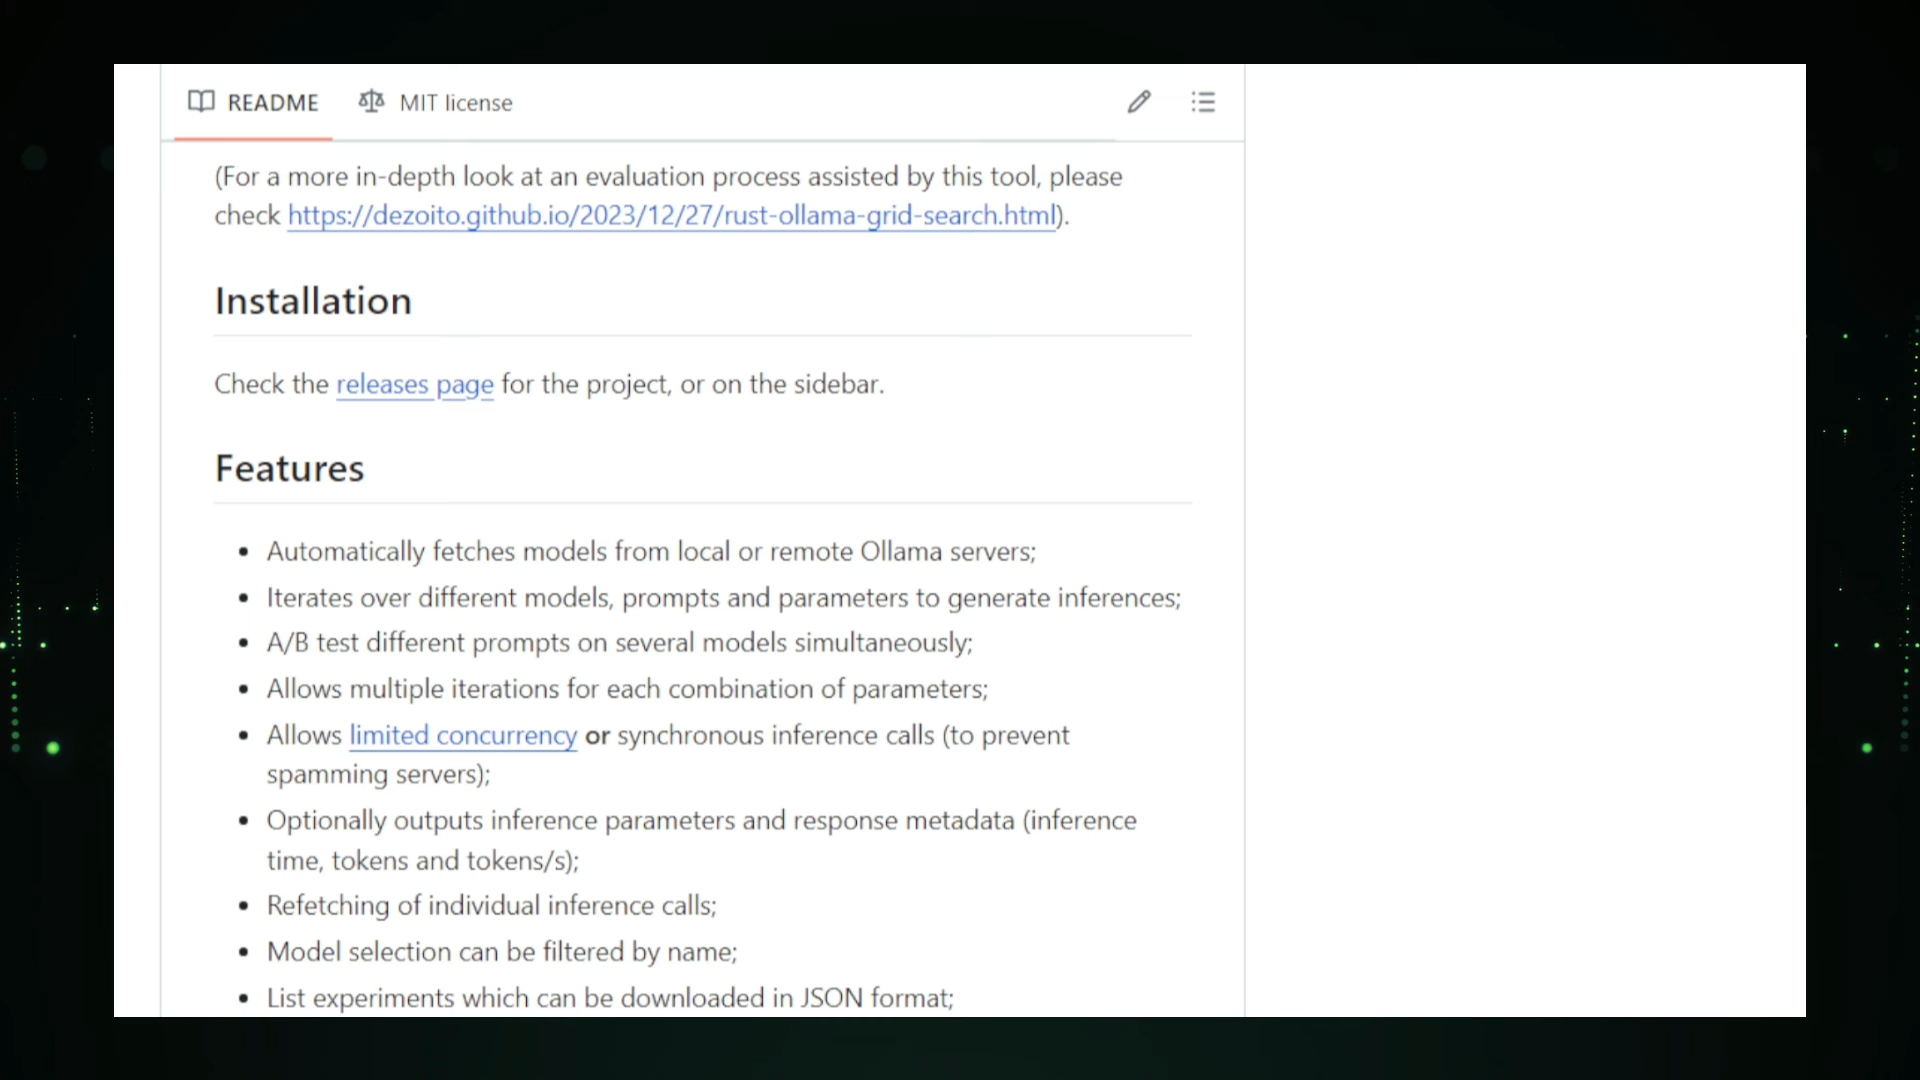 README MIT license
(For a more in-depth look at an evaluation process assisted by this tool, please
check https://dezoito.github.io/2023/12/27/rust-ollama-grid-search.html).
Installation
Check the releases page for the project, or on the sidebar.
Features
• Automatically fetches models from local or remote Ollama servers;
• Iterates over different models, prompts and parameters to generate inferences;
• A/B test different prompts on several models simultaneously;
• Allows multiple iterations for each combination of parameters;
• Allows limited concurrency or synchronous inference calls (to prevent
spamming servers);
• Optionally outputs inference parameters and response metadata (inference
time, tokens and tokens/s);
• Refetching of individual inference calls;
• Model selection can be filtered by name;
• List experiments which can be downloaded in JSON format;